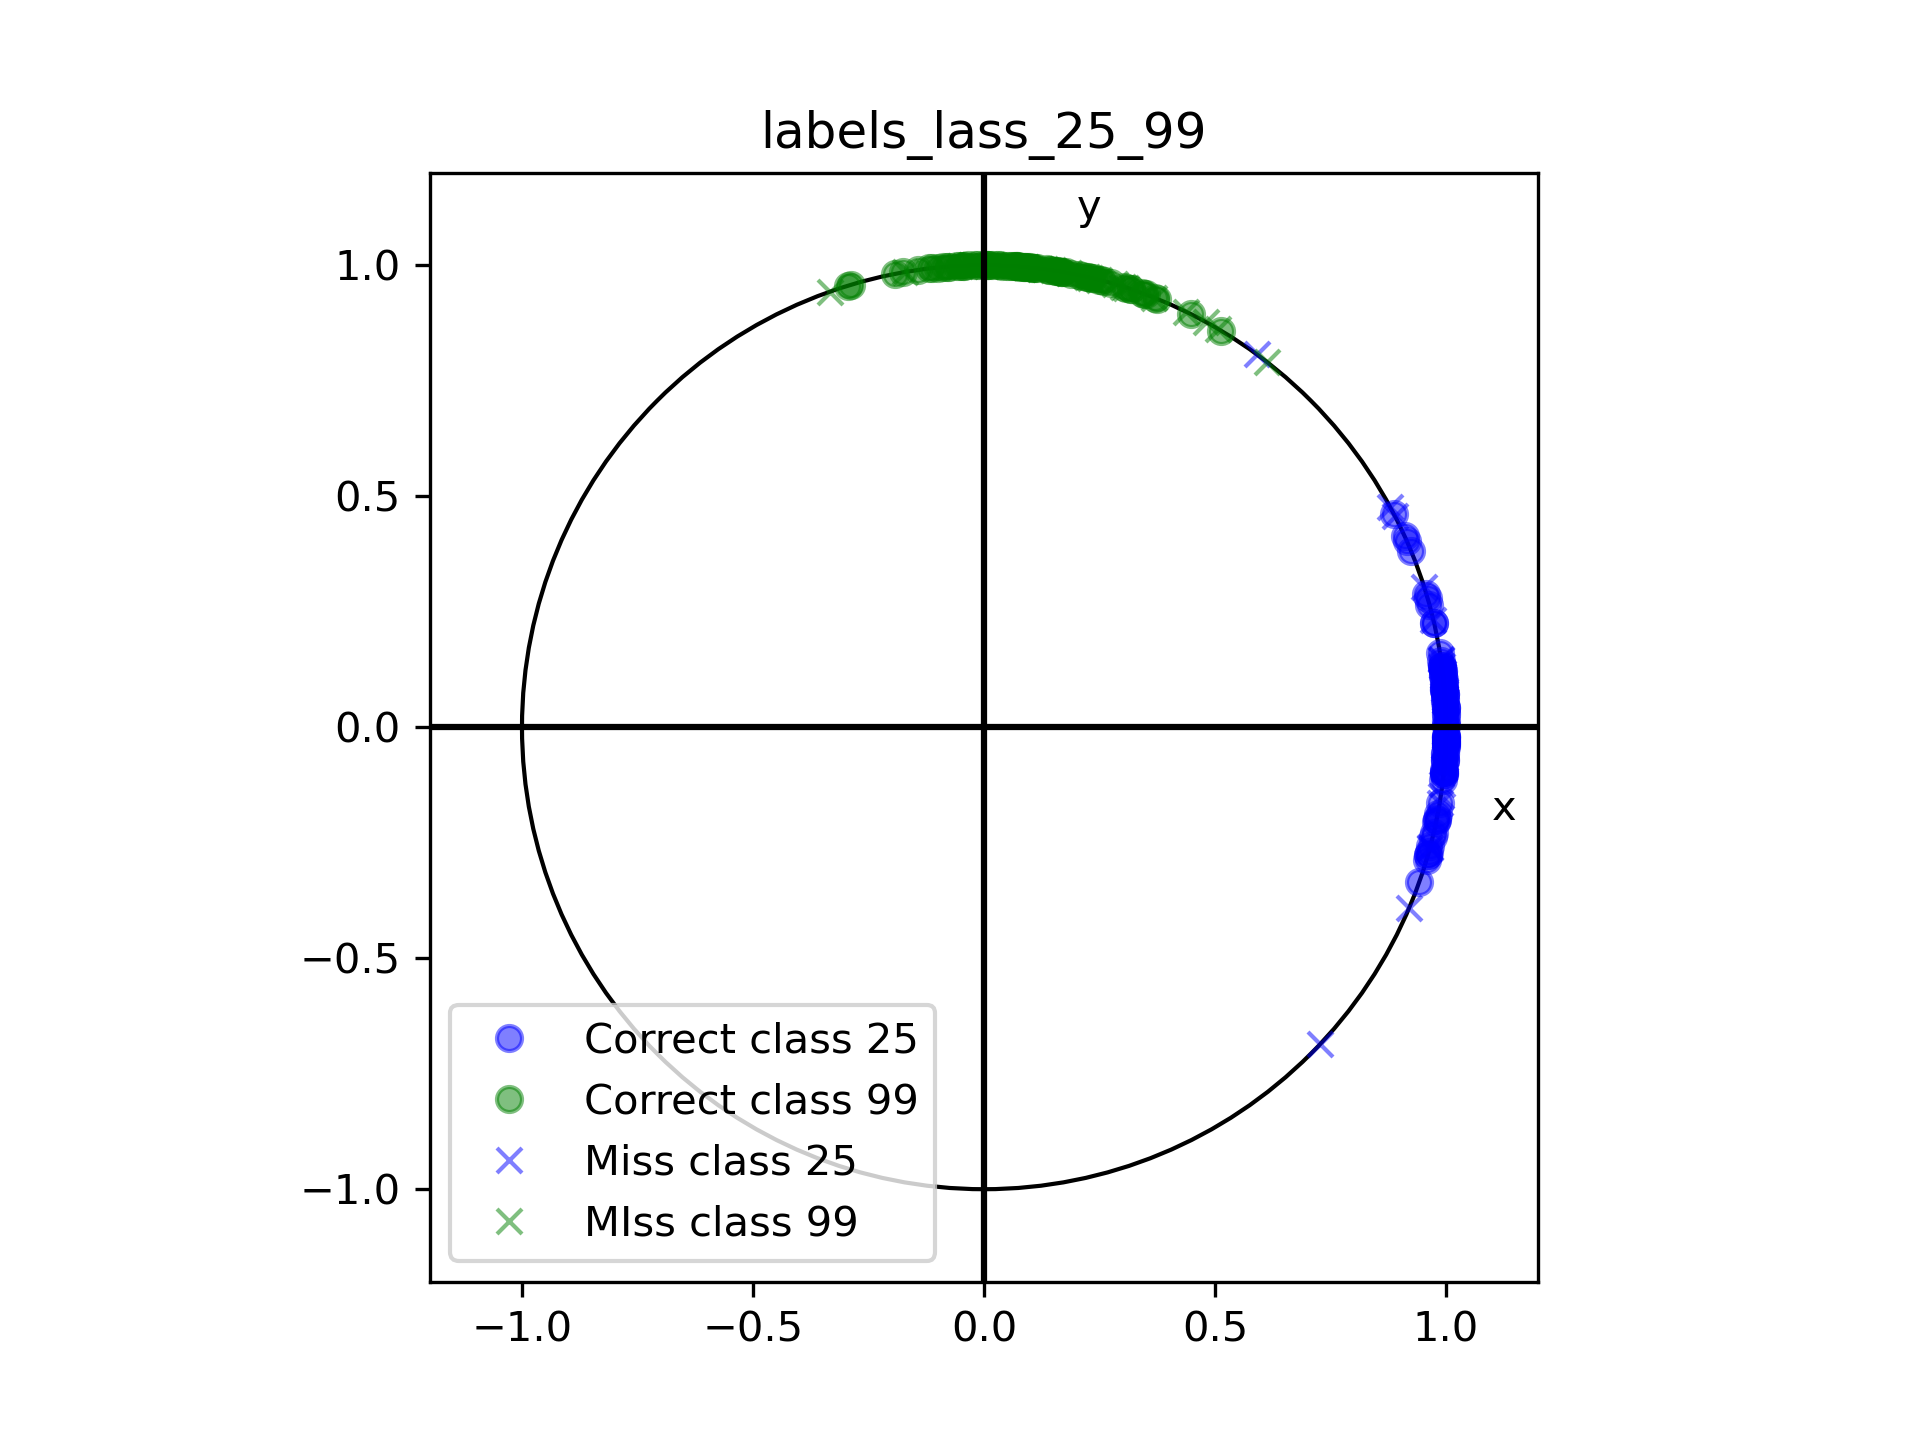 labels_lass_25_99
y
1.0
0.5
0.0
−0.5
−1.0
x
Correct class 25
Correct class 99
Miss class 25
MIss class 99
−1.0 −0.5 0.0 0.5 1.0